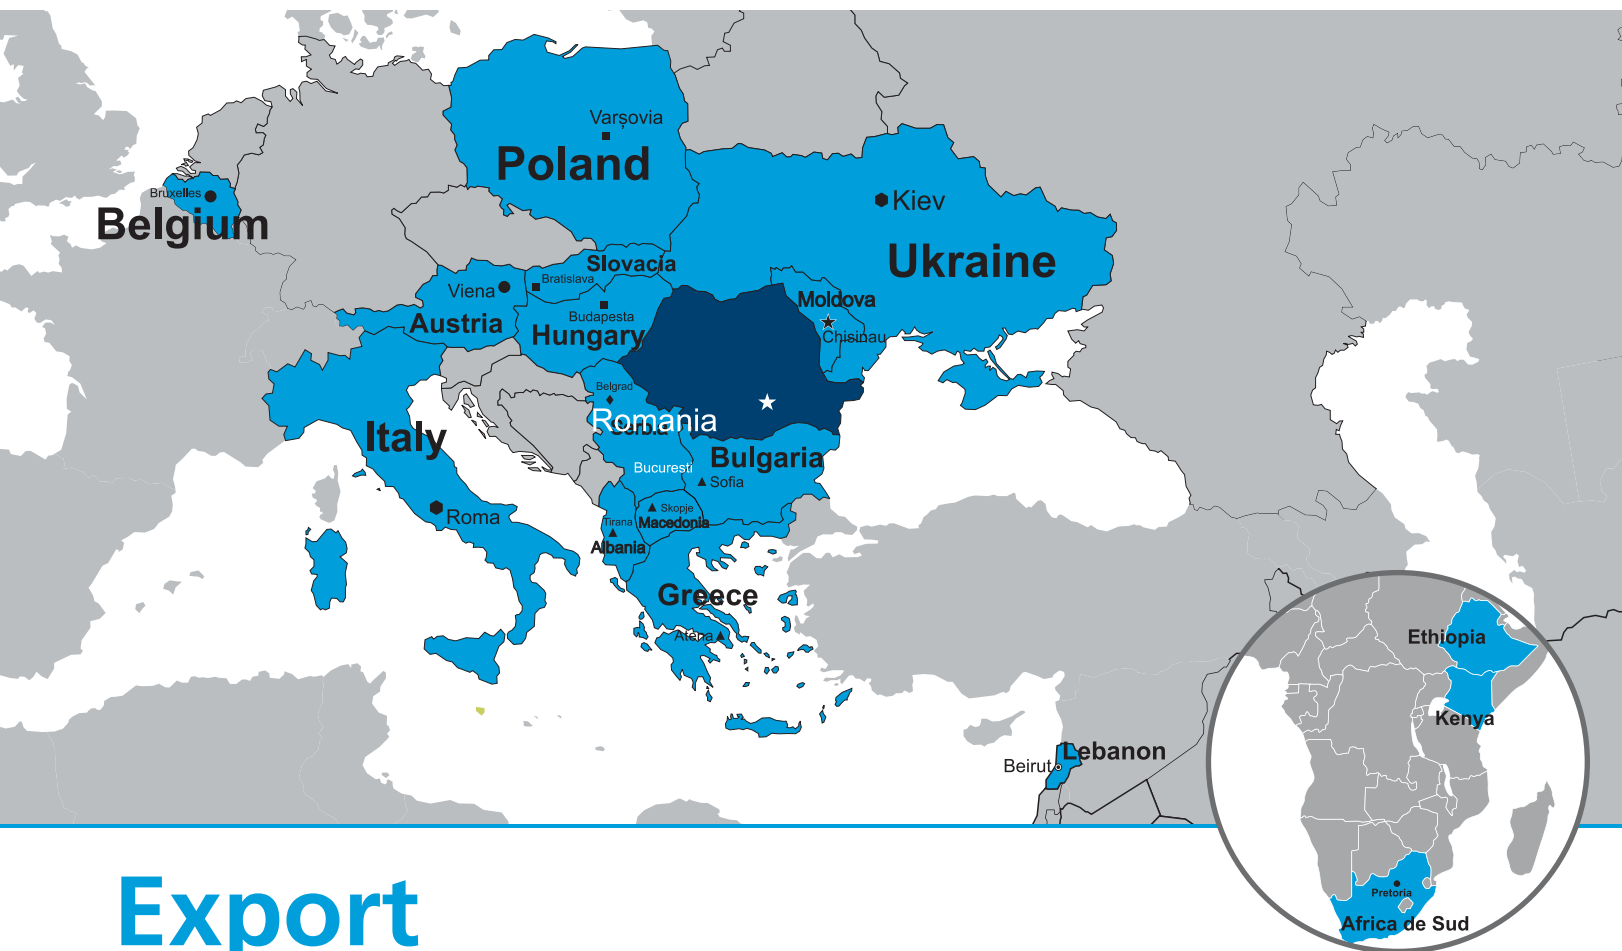 Varșovia
Poland
Bruxelles
Belgium
Kiev
Ukraine
Slovacia
Bratislava
Viena
Moldova
Budapesta
Austria
Hungary
Chisinau
Belgrad
Romania
Serbia
Italy
Bulgaria
Bucuresti
Sofia
Roma
Skopje
Tirana
Macedonia
Albania
Greece
Atena
Ethiopia
Kenya
Lebanon
Beirut
Pretoria
Africa de Sud
Export